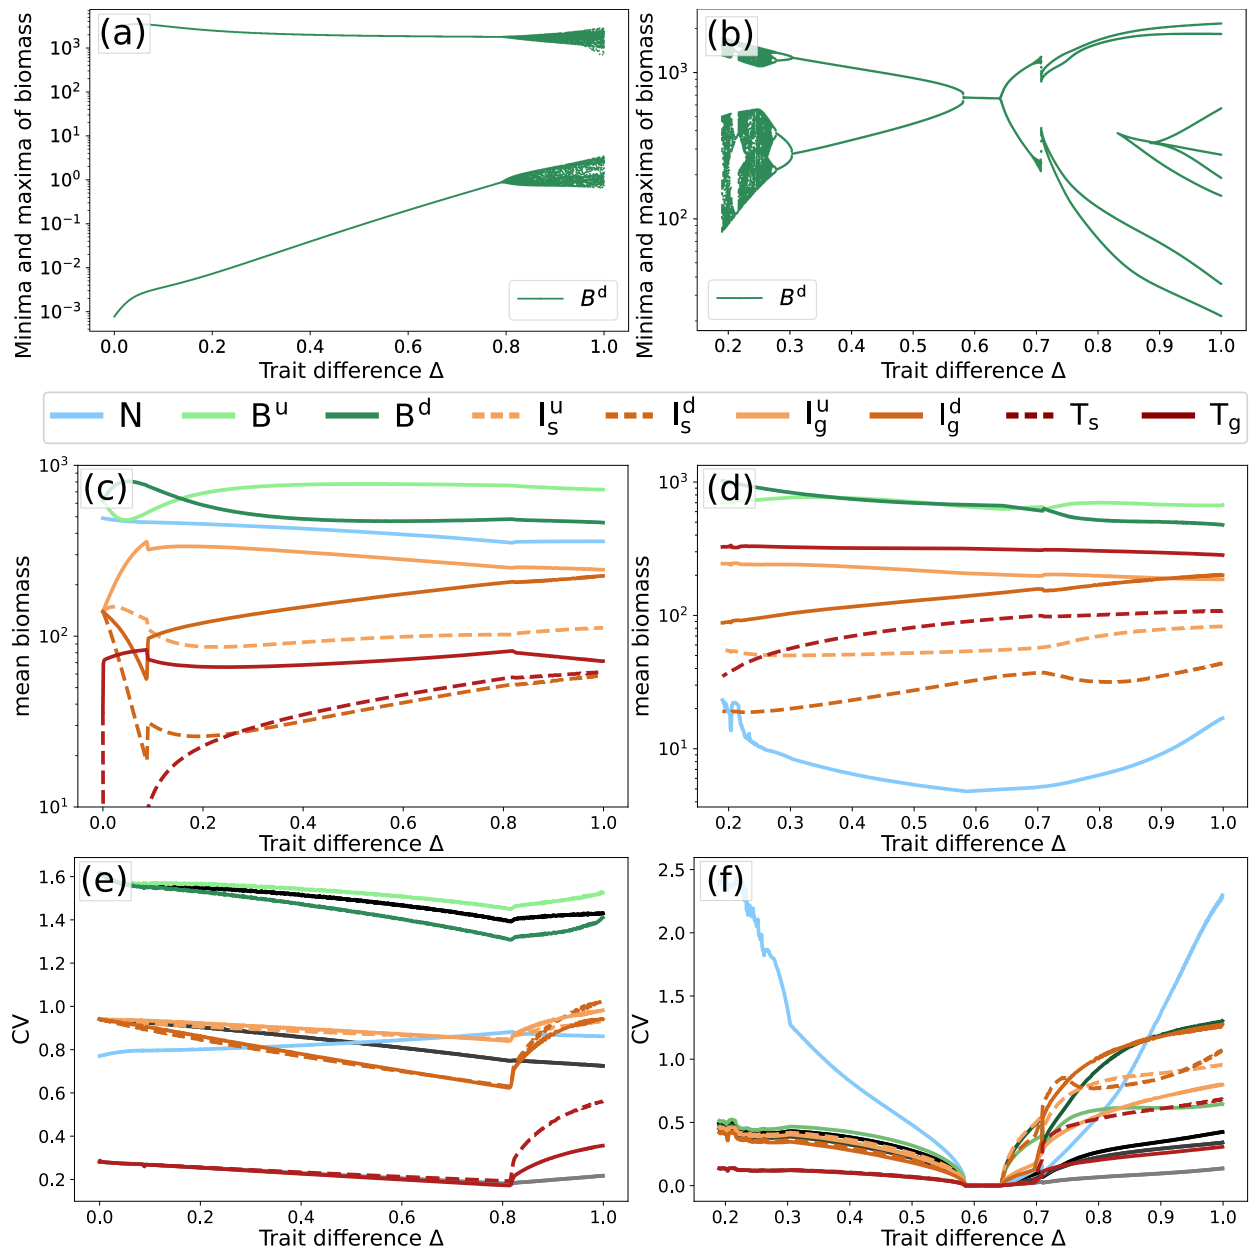 (a)
Minima and maxima of biomass
10³
10²
10¹
10⁰
10⁻¹
10⁻²
10⁻³
Bᵈ
0.0 0.2 0.4 0.6 0.8 1.0
Trait difference Δ
(b)
Minima and maxima of biomass
10³
10²
Bᵈ
0.2 0.3 0.4 0.5 0.6 0.7 0.8 0.9 1.0
Trait difference Δ
N Bᵘ Bᵈ I_s^u I_s^d I_g^u I_g^d T_s T_g
(c)
mean biomass
10³
10²
10¹
0.0 0.2 0.4 0.6 0.8 1.0
Trait difference Δ
(d)
mean biomass
10³
10²
10¹
0.2 0.3 0.4 0.5 0.6 0.7 0.8 0.9 1.0
Trait difference Δ
(e)
CV
1.6
1.4
1.2
1.0
0.8
0.6
0.4
0.2
0.0 0.2 0.4 0.6 0.8 1.0
Trait difference Δ
(f)
CV
2.5
2.0
1.5
1.0
0.5
0.0
0.2 0.3 0.4 0.5 0.6 0.7 0.8 0.9 1.0
Trait difference Δ